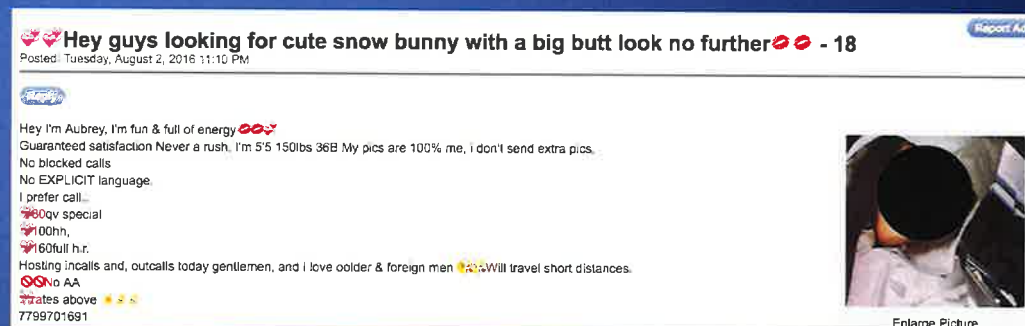 Report Ad
Hey guys looking for cute snow bunny with a big butt look no further - 18
Posted: Tuesday, August 2, 2016 11:10 PM
Reply
Hey I'm Aubrey, I'm fun & full of energy
Guaranteed satisfaction Never a rush, I'm 5'5 150lbs 36B My pics are 100% me, i don't send extra pics.
No blocked calls
No EXPLICIT language.
I prefer call..
80qv special
100hh,
160full h.r.
Hosting incalls and, outcalls today gentlemen, and i love oolder & foreign men Will travel short distances.
No AA
rates above
7799701691
Enlarge Picture